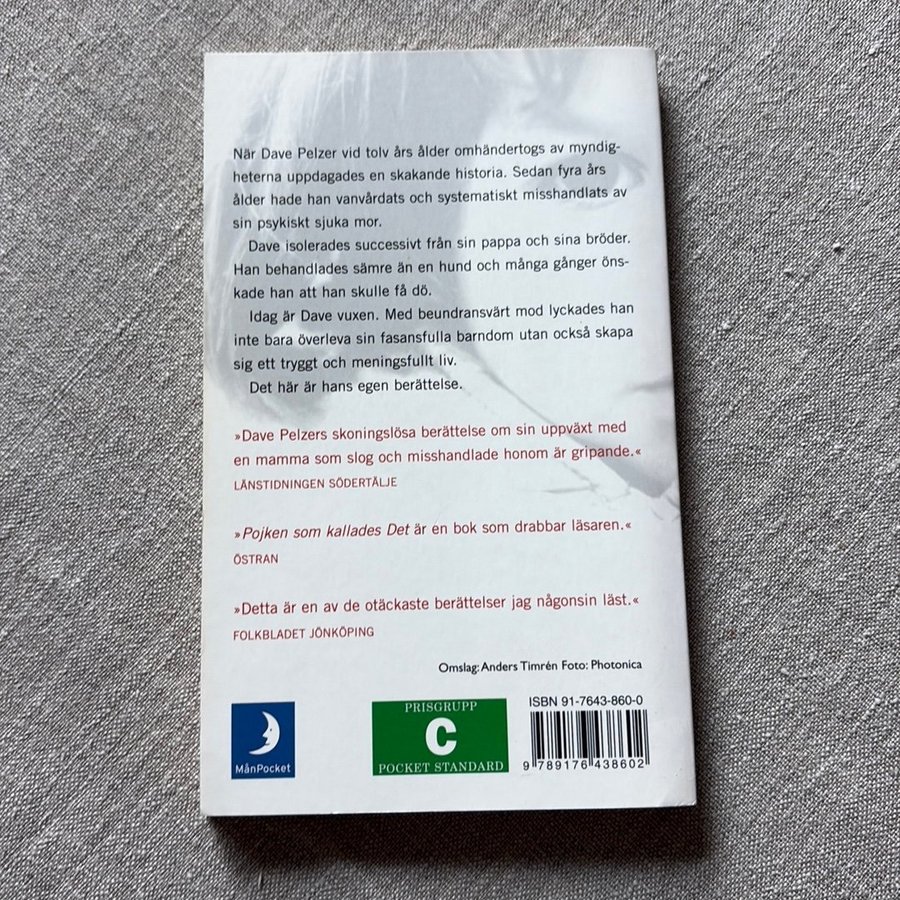 När Dave Pelzer vid tolv års ålder omhändertogs av myndig-
heterna uppdagades en skakande historia. Sedan fyra års
ålder hade han vanvårdats och systematiskt misshandlats av
sin psykiskt sjuka mor.
Dave isolerades successivt från sin pappa och sina bröder.
Han behandlades sämre än en hund och många gånger öns-
kade han att han skulle få dö.
Idag är Dave vuxen. Med beundransvärt mod lyckades han
inte bara överleva sin fasansfulla barndom utan också skapa
sig ett tryggt och meningsfullt liv.
Det här är hans egen berättelse.
»Dave Pelzers skoningslösa berättelse om sin uppväxt med
en mamma som slog och misshandlade honom är gripande.«
LÄNSTIDNINGEN SÖDERTÄLJE
»Pojken som kallades Det är en bok som drabbar läsaren.«
ÖSTRAN
»Detta är en av de otäckaste berättelser jag någonsin läst.«
FOLKBLADET JÖNKÖPING
Omslag: Anders Timrén Foto: Photonica
MånPocket
PRISGRUPP
C
POCKET STANDARD
ISBN 91-7643-860-0
9 789176 438602